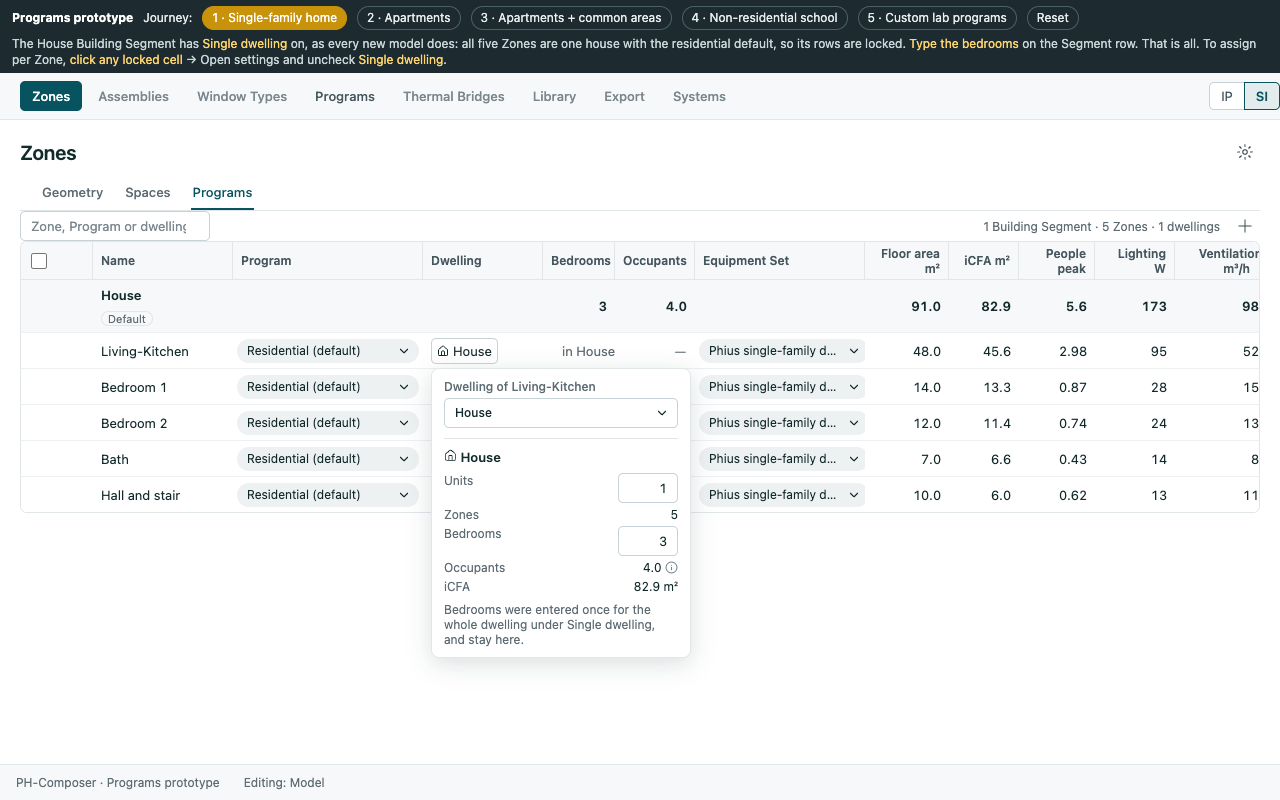 Programs prototype Journey: 1 · Single-family home 2 · Apartments 3 · Apartments + common areas 4 · Non-residential school 5 · Custom lab programs Reset
The House Building Segment has Single dwelling on, as every new model does: all five Zones are one house with the residential default, so its rows are locked. Type the bedrooms on the Segment row. That is all. To assign
per Zone, click any locked cell → Open settings and uncheck Single dwelling.
Zones Assemblies Window Types Programs Thermal Bridges Library Export Systems IP SI
Zones
Geometry Spaces Programs
Zone, Program or dwelling 1 Building Segment · 5 Zones · 1 dwellings
Name Program Dwelling Bedrooms Occupants Equipment Set Floor area m² iCFA m² People peak Lighting W Ventilation m³/h
House 3 4.0 91.0 82.9 5.6 173 98
Default
Living-Kitchen Residential (default) House in House — Phius single-family d... 48.0 45.6 2.98 95 52
Bedroom 1 Residential (default) Phius single-family d... 14.0 13.3 0.87 28 15
Bedroom 2 Residential (default) Phius single-family d... 12.0 11.4 0.74 24 13
Bath Residential (default) Phius single-family d... 7.0 6.6 0.43 14 8
Hall and stair Residential (default) Phius single-family d... 10.0 6.0 0.62 13 11
Dwelling of Living-Kitchen
House
House
Units 1
Zones 5
Bedrooms 3
Occupants 4.0
iCFA 82.9 m²
Bedrooms were entered once for the
whole dwelling under Single dwelling,
and stay here.
PH-Composer · Programs prototype Editing: Model